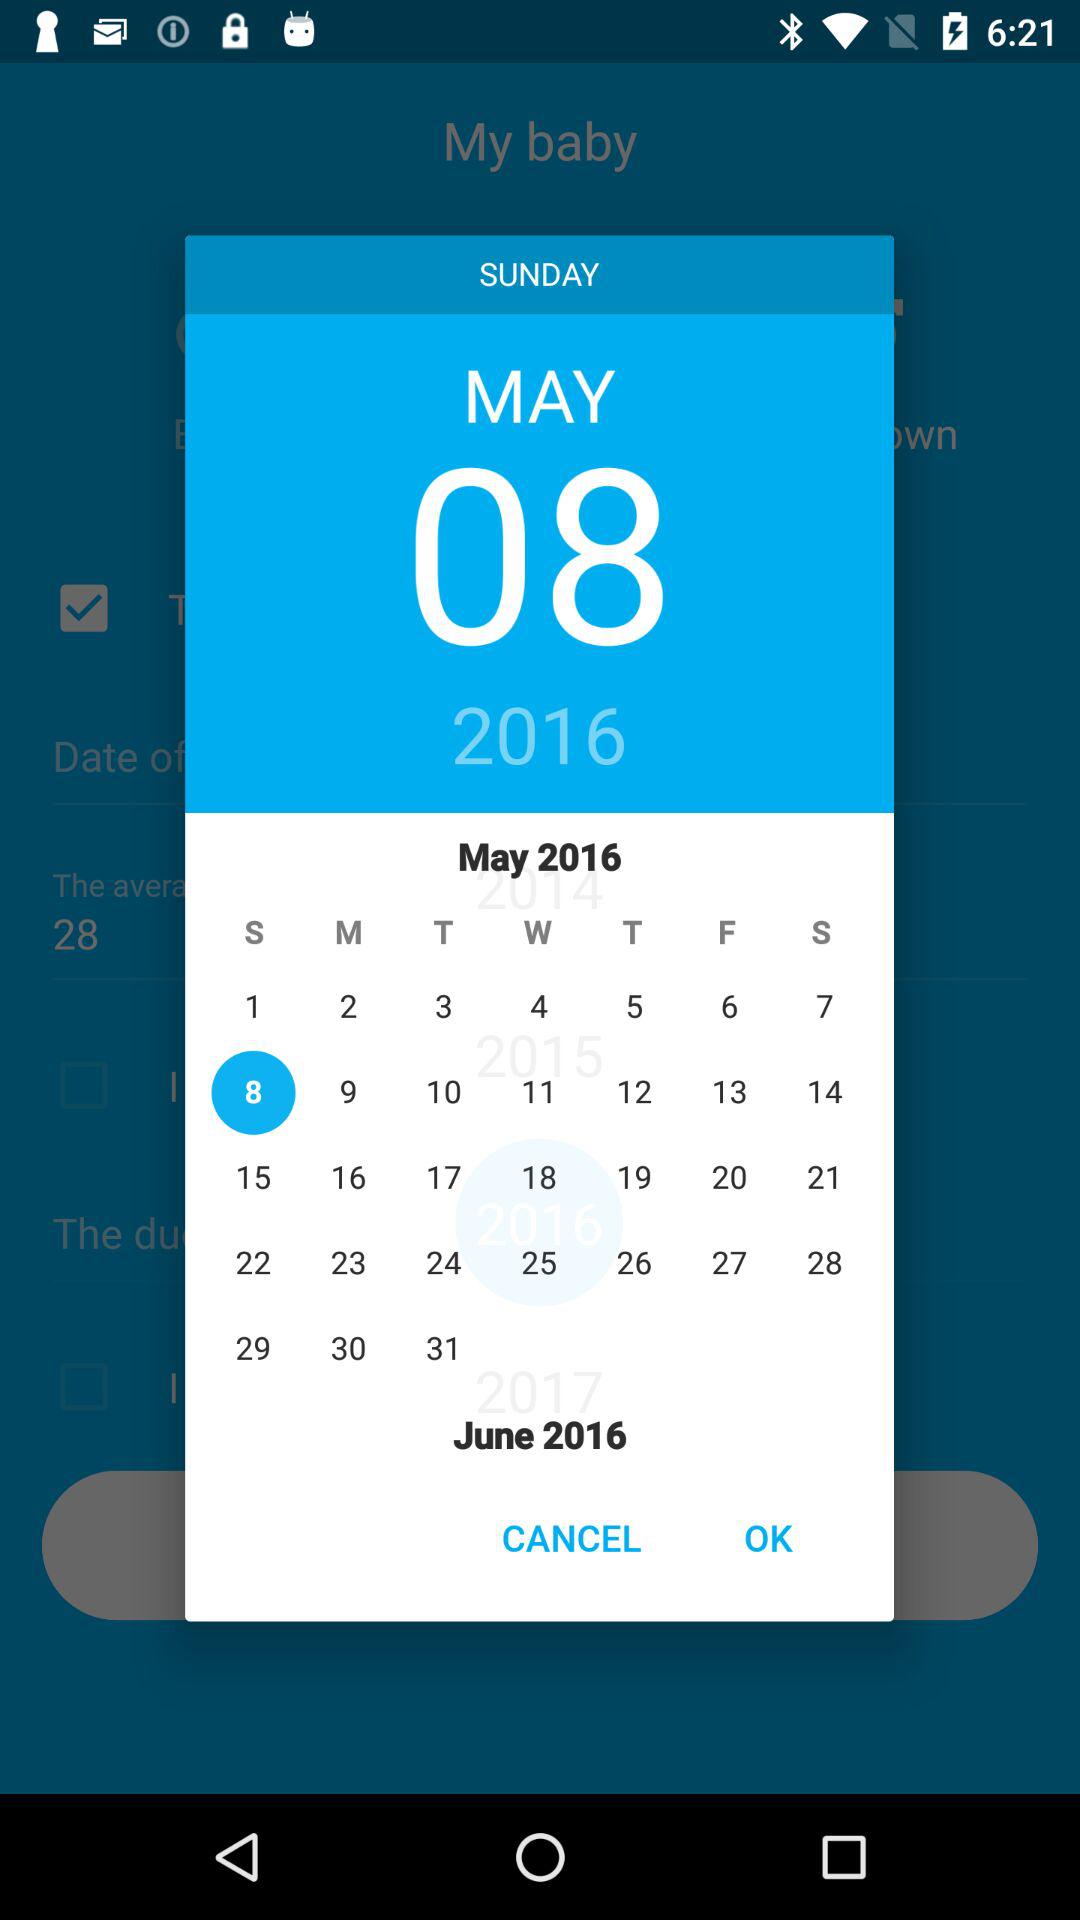 6:21
My baby
SUNDAY
MAY
own
08
2016
Date of
May 2016
2014
The avera
28
S M T W T F S
1 2 3 4 5 6 7
2015
8 9 10 11 12 13 14
15 16 17 18 19 20 21
2016
The du
22 23 24 25 26 27 28
29 30 31
I
2017
June 2016
CANCEL OK